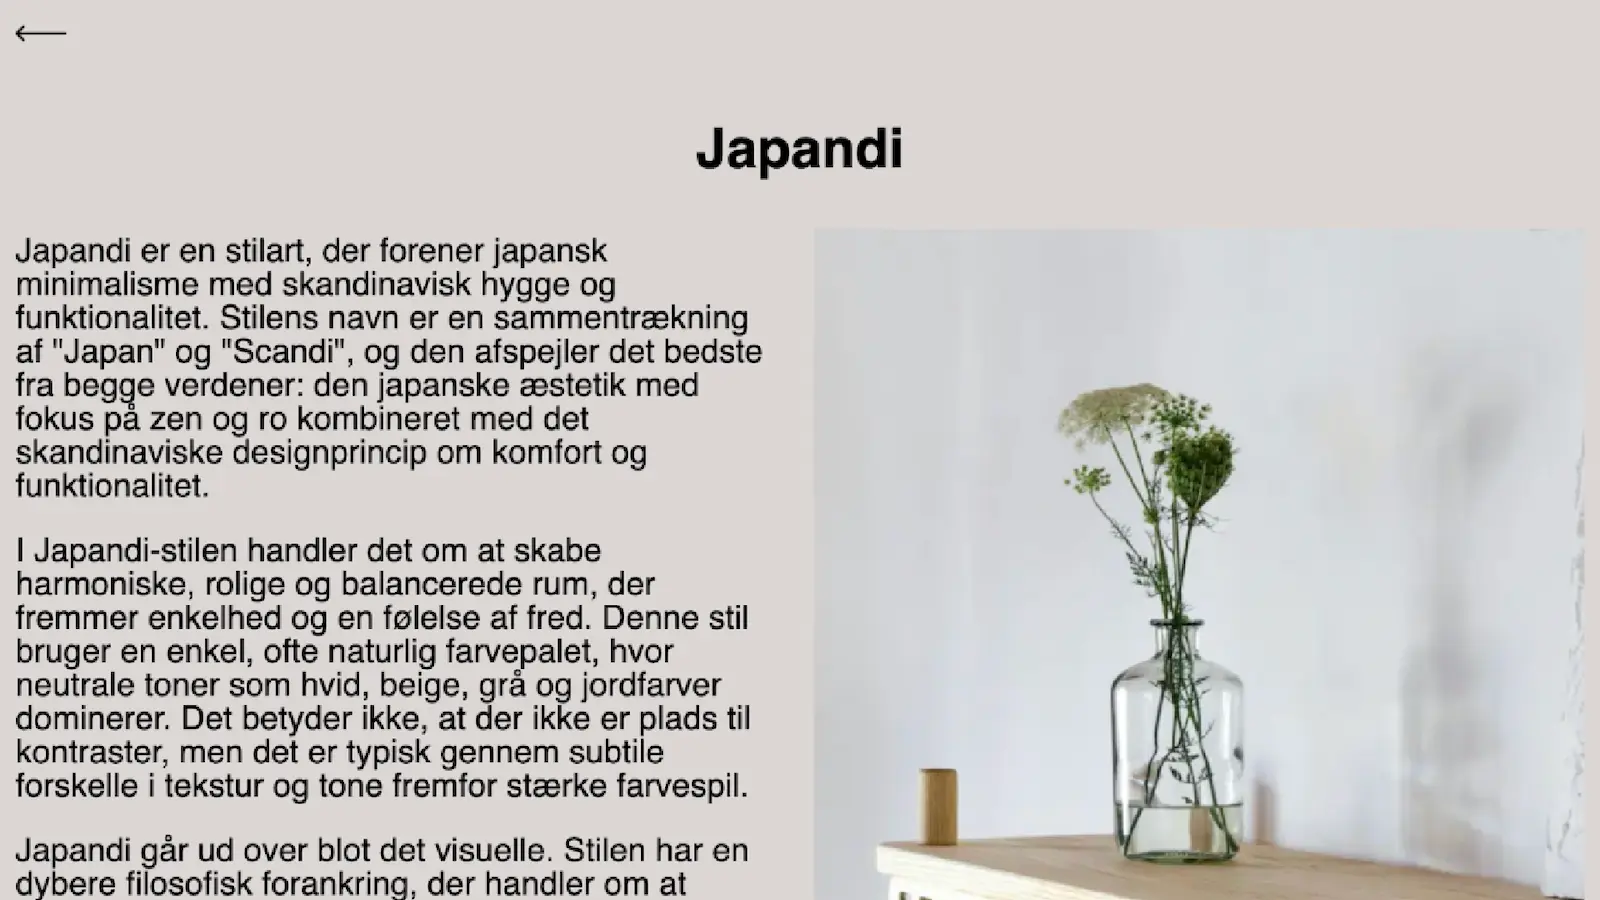 Japandi
Japandi er en stilart, der forener japansk
minimalisme med skandinavisk hygge og
funktionalitet. Stilens navn er en sammentrækning
af "Japan" og "Scandi", og den afspejler det bedste
fra begge verdener: den japanske æstetik med
fokus på zen og ro kombineret med det
skandinaviske designprincip om komfort og
funktionalitet.
I Japandi-stilen handler det om at skabe
harmoniske, rolige og balancerede rum, der
fremmer enkelhed og en følelse af fred. Denne stil
bruger en enkel, ofte naturlig farvepalet, hvor
neutrale toner som hvid, beige, grå og jordfarver
dominerer. Det betyder ikke, at der ikke er plads til
kontraster, men det er typisk gennem subtile
forskelle i tekstur og tone fremfor stærke farvespil.
Japandi går ud over blot det visuelle. Stilen har en
dybere filosofisk forankring, der handler om at